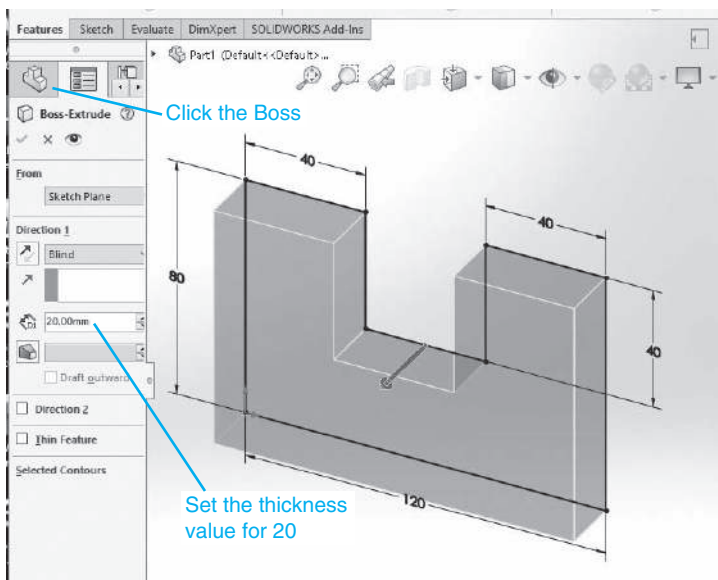 Features Sketch Evaluate DimXpert SOLIDWORKS Add-Ins
Part1 (Default<<Default>...
Click the Boss
Boss-Extrude
From
Sketch Plane
Direction 1
Blind
20.00mm
Draft outward
Direction 2
Thin Feature
Selected Contours
40
40
80
40
120
Set the thickness
value for 20